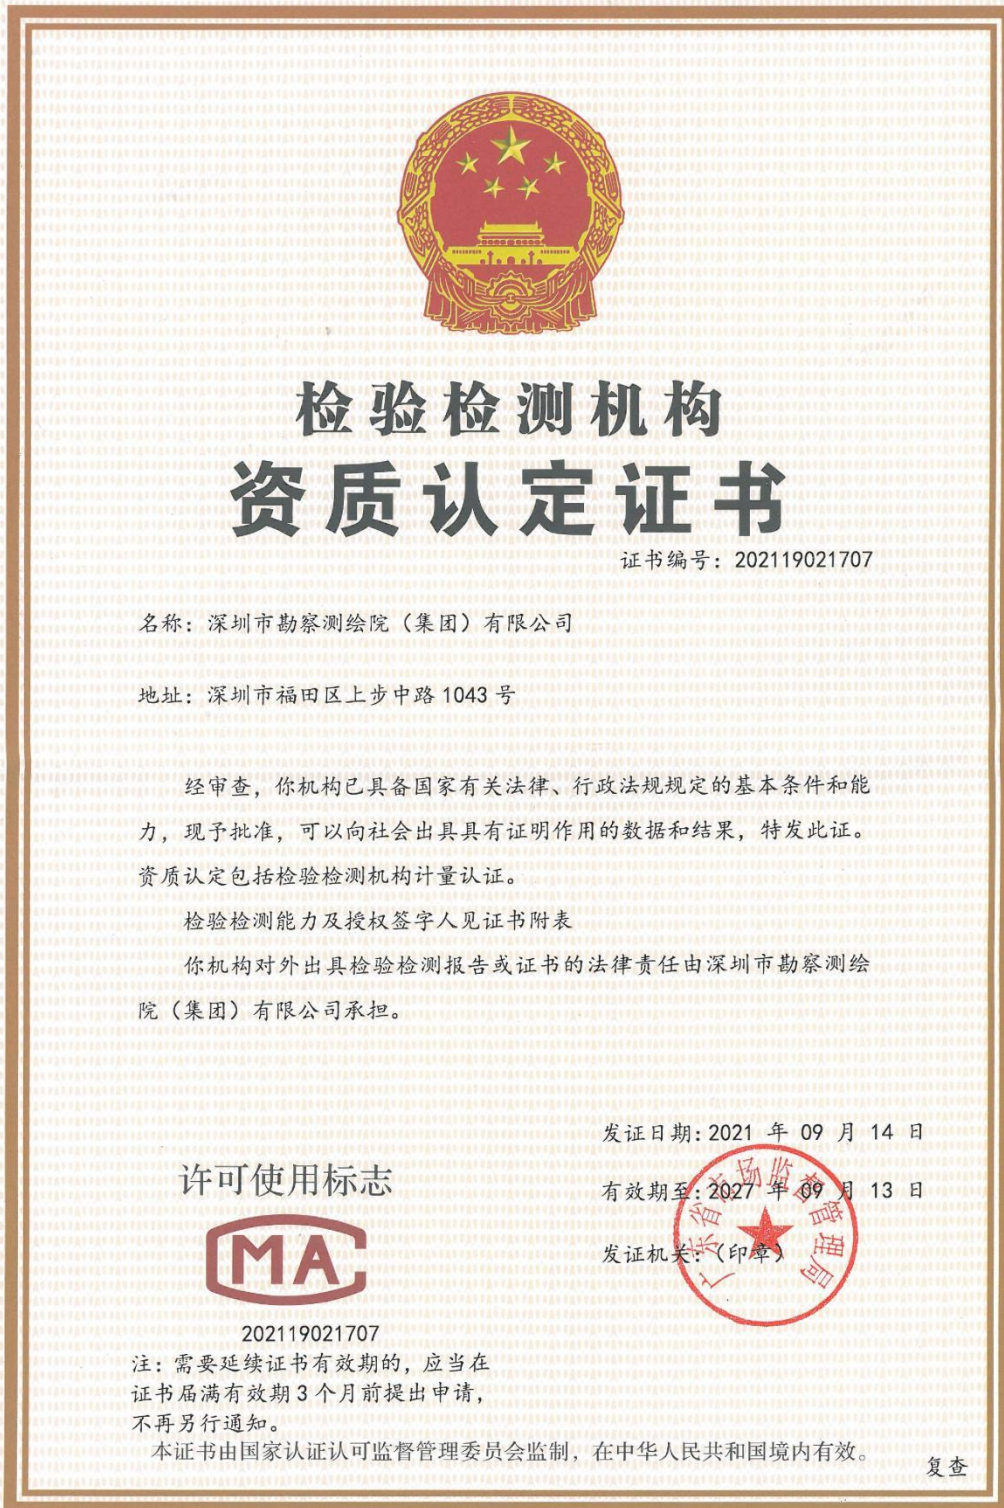 检验检测机构
资质认定证书
证书编号：202119021707
名称：深圳市勘察测绘院（集团）有限公司
地址：深圳市福田区上步中路1043号
经审查，你机构已具备国家有关法律、行政法规规定的基本条件和能
力，现予批准，可以向社会出具具有证明作用的数据和结果，特发此证。
资质认定包括检验检测机构计量认证。
检验检测能力及授权签字人见证书附表
你机构对外出具检验检测报告或证书的法律责任由深圳市勘察测绘
院（集团）有限公司承担。
发证日期：2021 年 09 月 14 日
有效期至：2027 年 09 月 13 日
发证机关：（印章）
广东省市场监督管理局
许可使用标志
MA
202119021707
注：需要延续证书有效期的，应当在
证书届满有效期3个月前提出申请，
不再另行通知。
本证书由国家认证认可监督管理委员会监制，在中华人民共和国境内有效。
复查